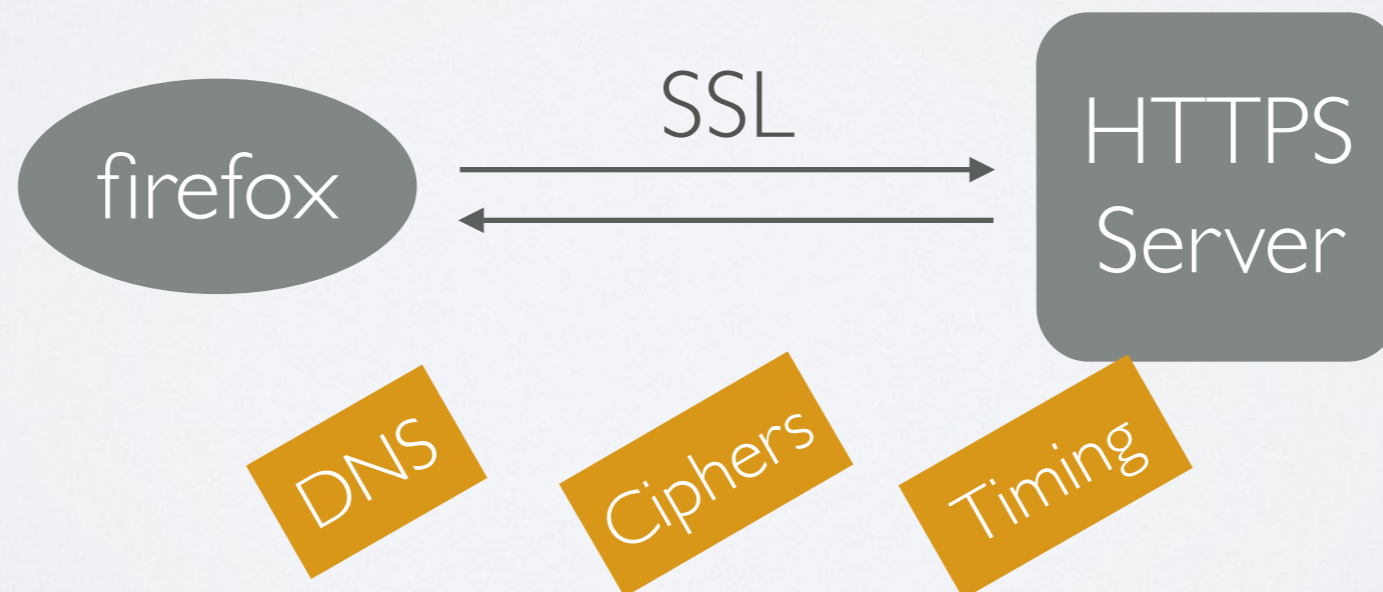 SSL
firefox
HTTPS
Server
DNS
Ciphers
Timing